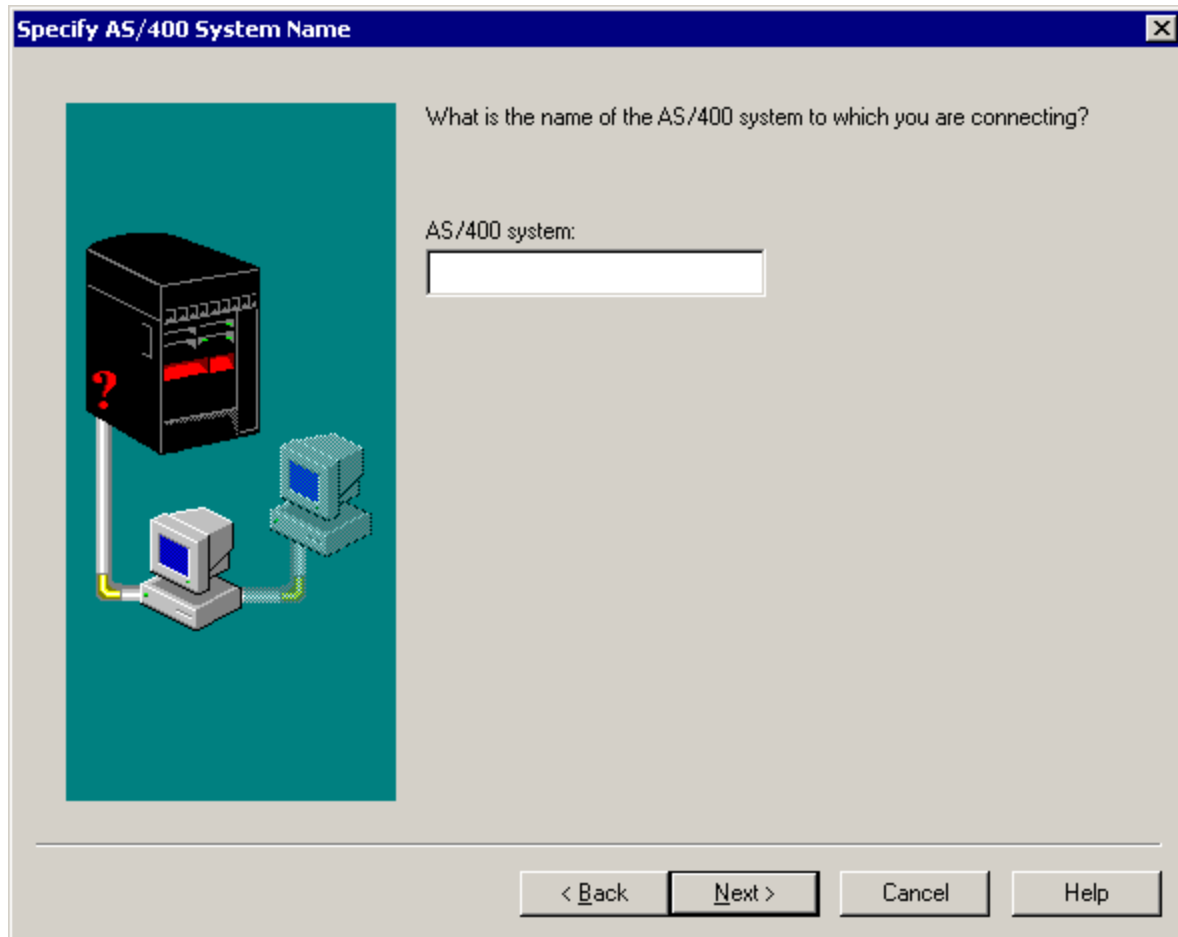 Specify AS/400 System Name
What is the name of the AS/400 system to which you are connecting?
AS/400 system:
?
< Back
Next >
Cancel
Help